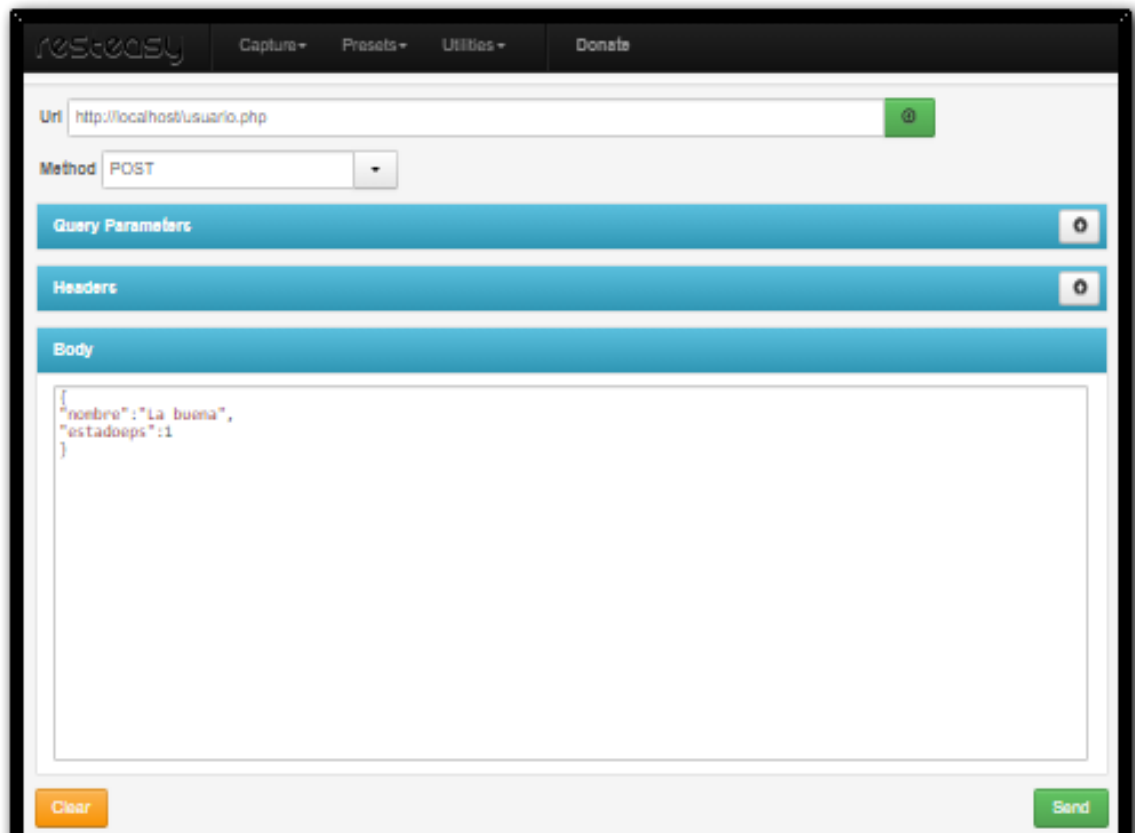 resteasy Capture Presets Utilities Donate
Url http://localhost/usuario.php
Method POST
Query Parameters
Headers
Body
{
"nombre":"La buena",
"estadoeps":1
}
Clear Send